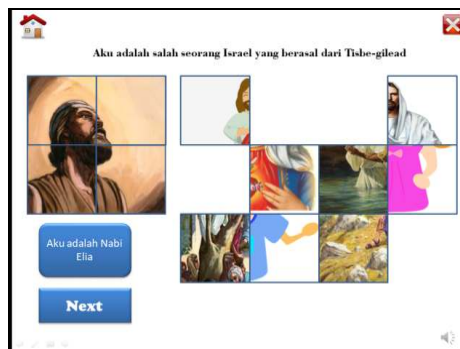 Aku adalah salah seorang Israel yang berasal dari Tisbe-gilead
Aku adalah Nabi
Elia
Next